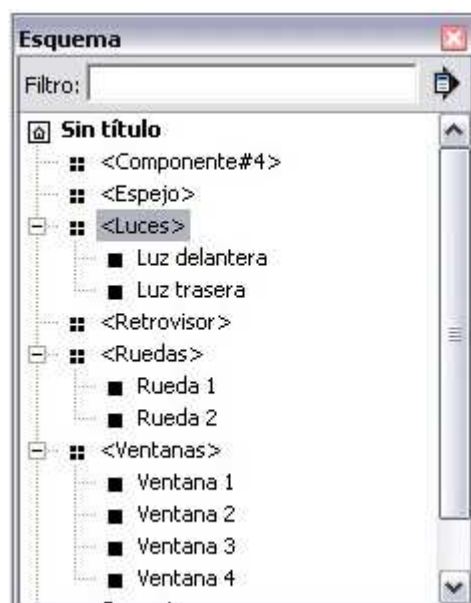 Esquema
Filtro:
Sin título
<Componente#4>
<Espejo>
<Luces>
Luz delantera
Luz trasera
<Retrovisor>
<Ruedas>
Rueda 1
Rueda 2
<Ventanas>
Ventana 1
Ventana 2
Ventana 3
Ventana 4